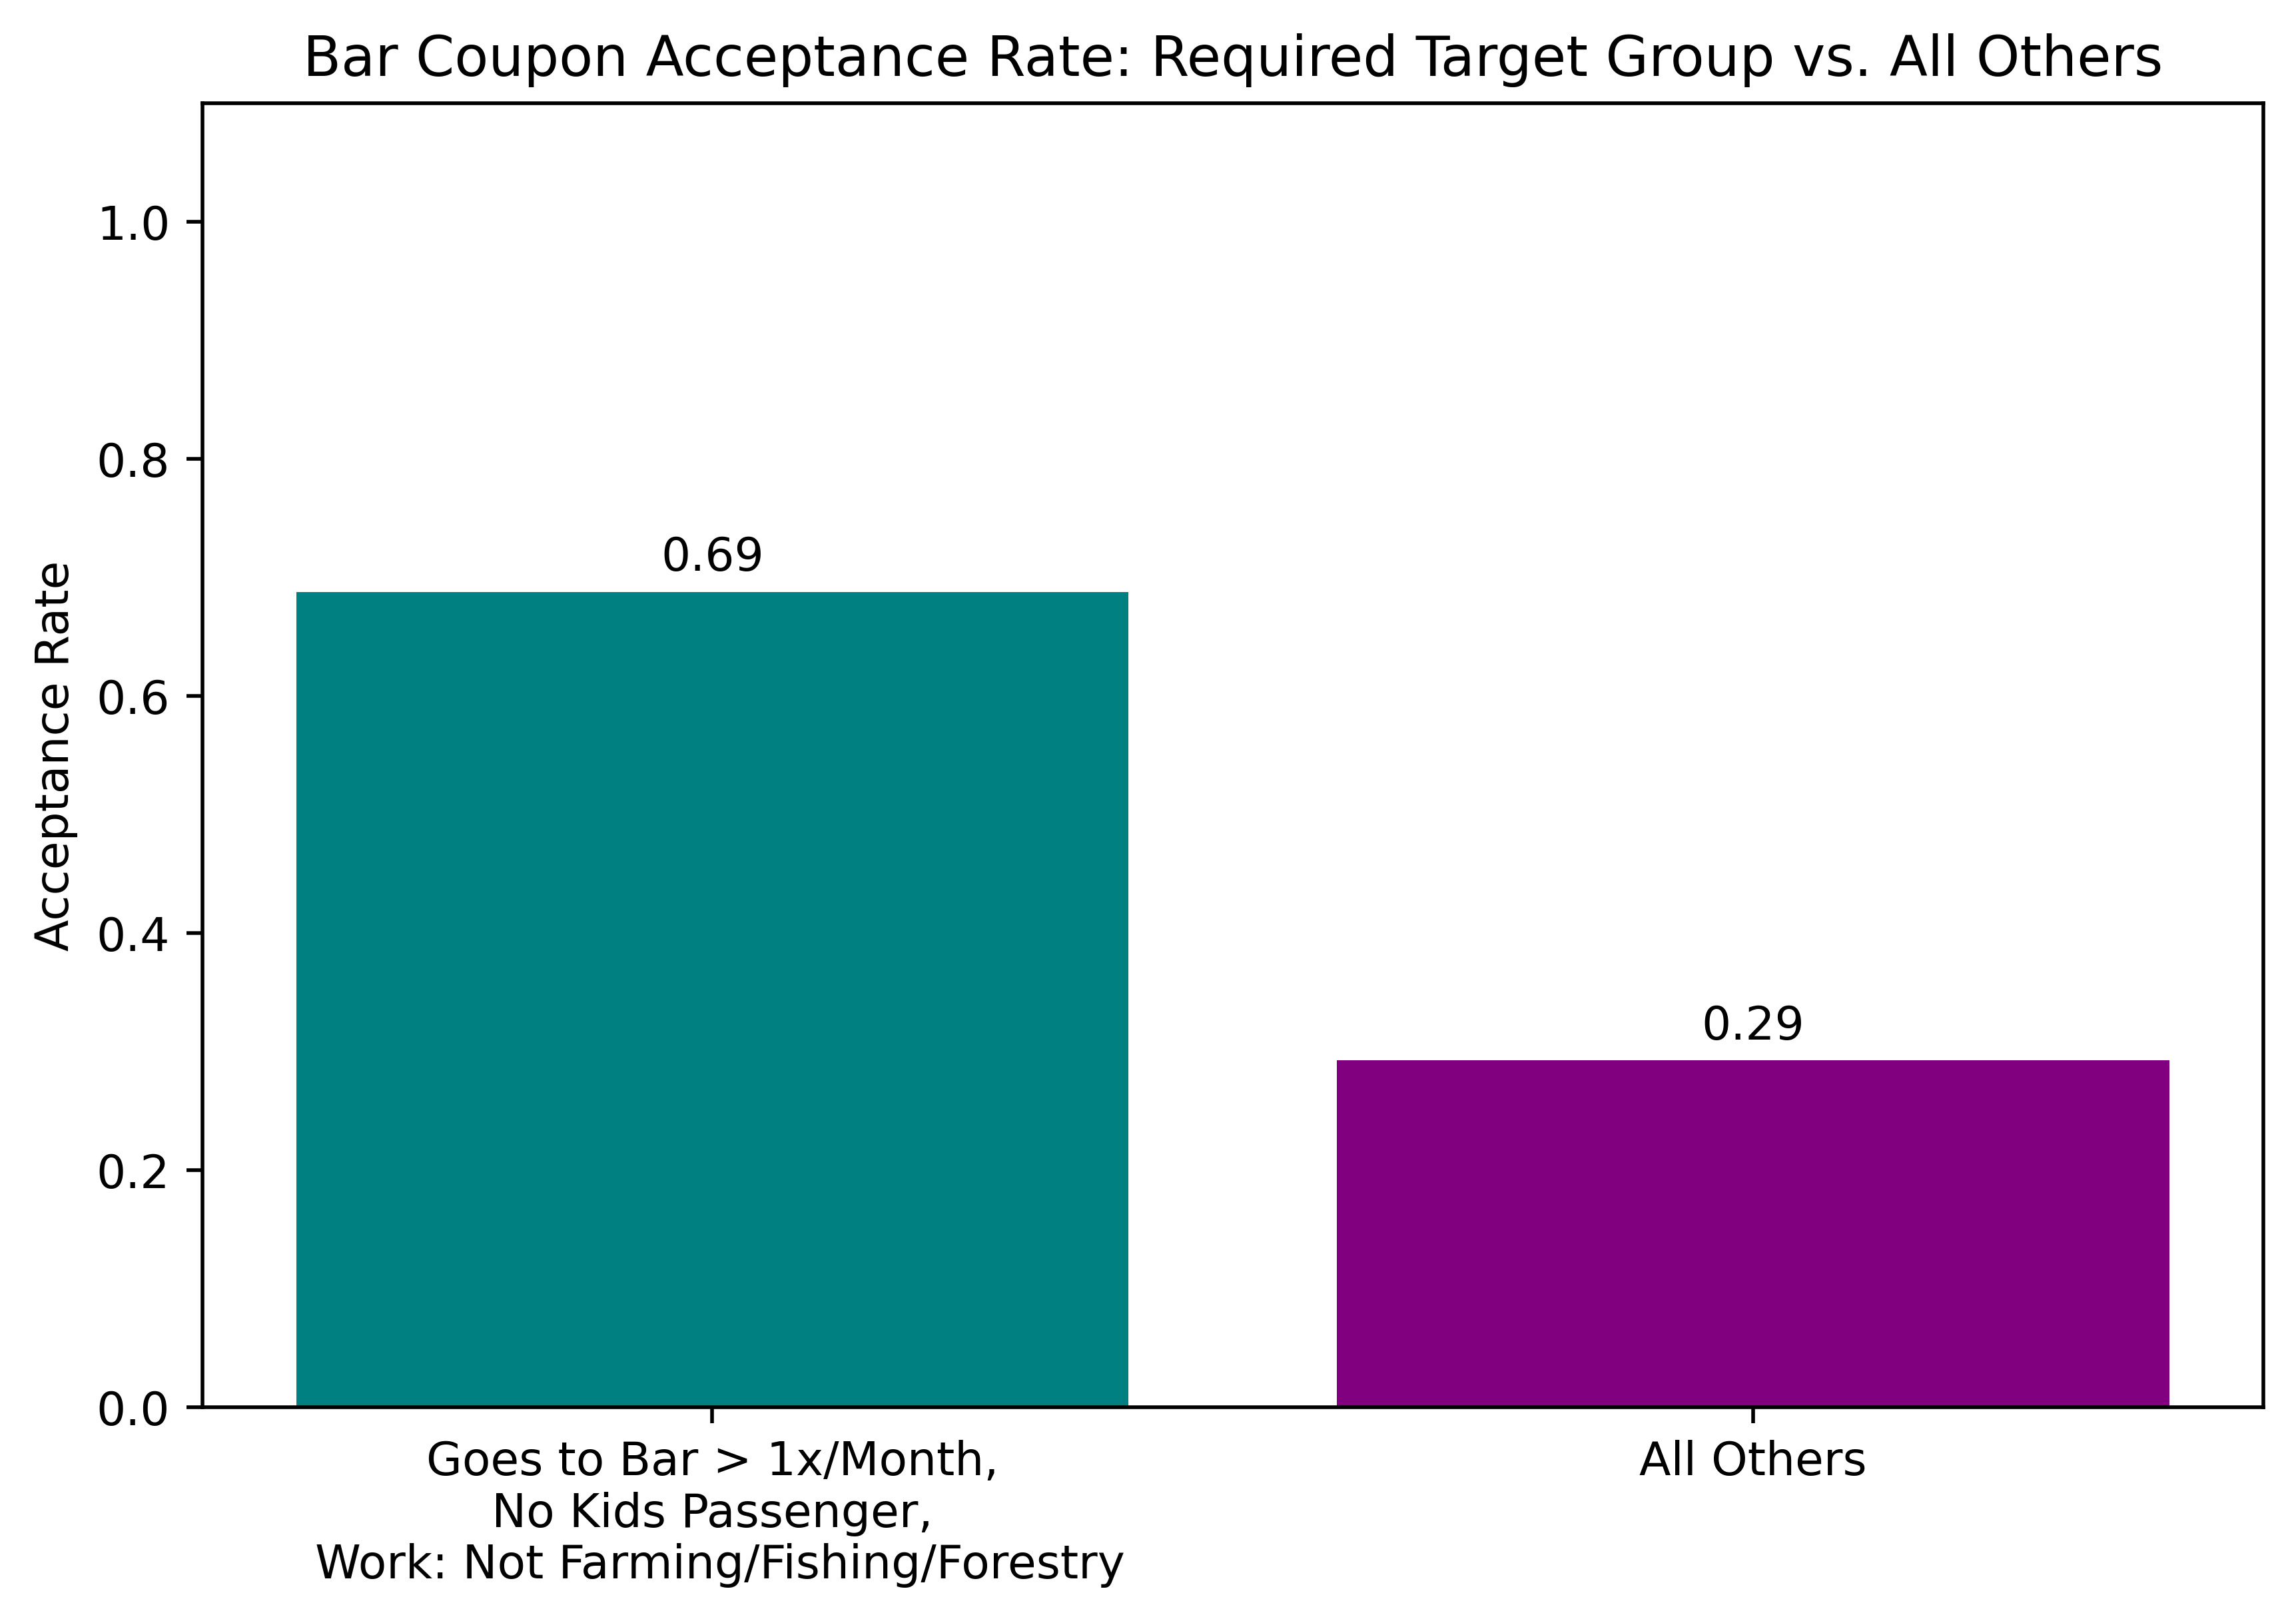 Bar Coupon Acceptance Rate: Required Target Group vs. All Others
Acceptance Rate
1.0
0.8
0.6
0.4
0.2
0.0
0.69
0.29
Goes to Bar > 1x/Month,
No Kids Passenger,
Work: Not Farming/Fishing/Forestry
All Others